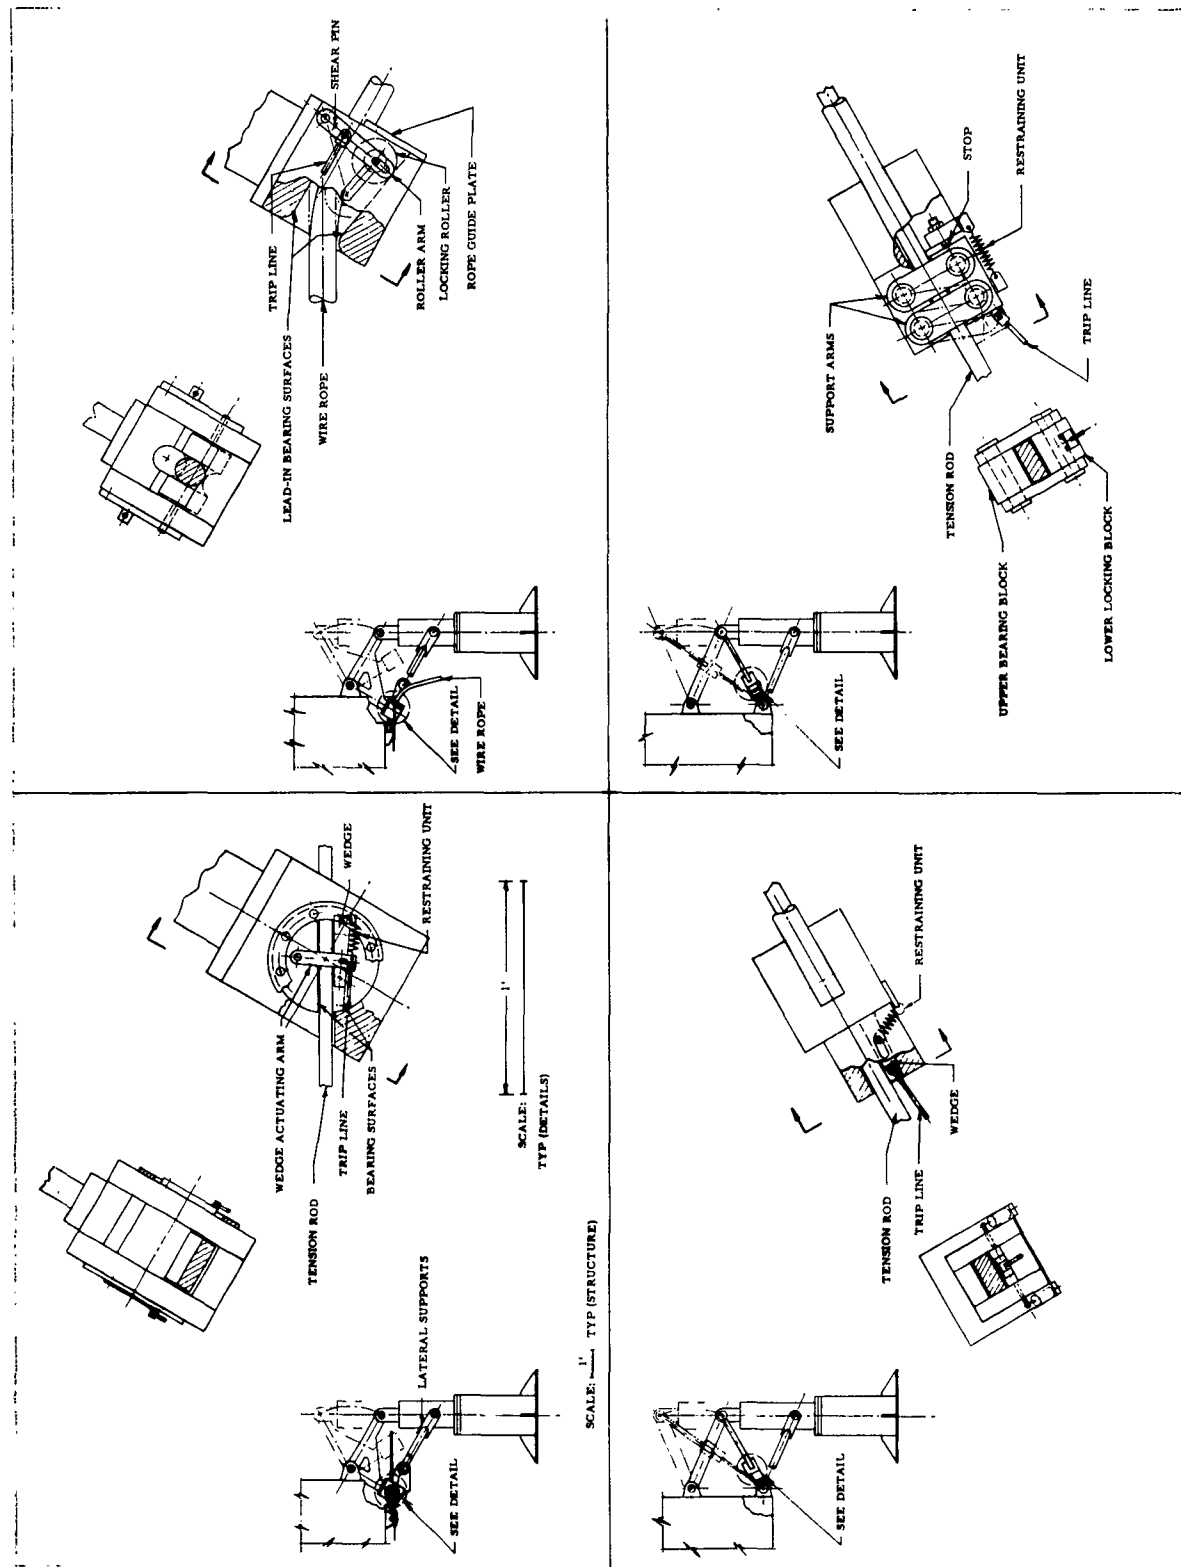 TRIP LINE
SHEAR PIN
LEAD-IN BEARING SURFACES
WIRE ROPE
ROLLER ARM
LOCKING ROLLER
ROPE GUIDE PLATE
SEE DETAIL
WIRE ROPE
SUPPORT ARMS
STOP
RESTRAINING UNIT
TENSION ROD
TRIP LINE
UPPER BEARING BLOCK
LOWER LOCKING BLOCK
SEE DETAIL
WEDGE ACTUATING ARM
WEDGE
RESTRAINING UNIT
TENSION ROD
TRIP LINE
BEARING SURFACES
1'
SCALE:
TYP (DETAILS)
LATERAL SUPPORTS
SEE DETAIL
SCALE: 1' TYP (STRUCTURE)
RESTRAINING UNIT
WEDGE
TENSION ROD
TRIP LINE
SEE DETAIL